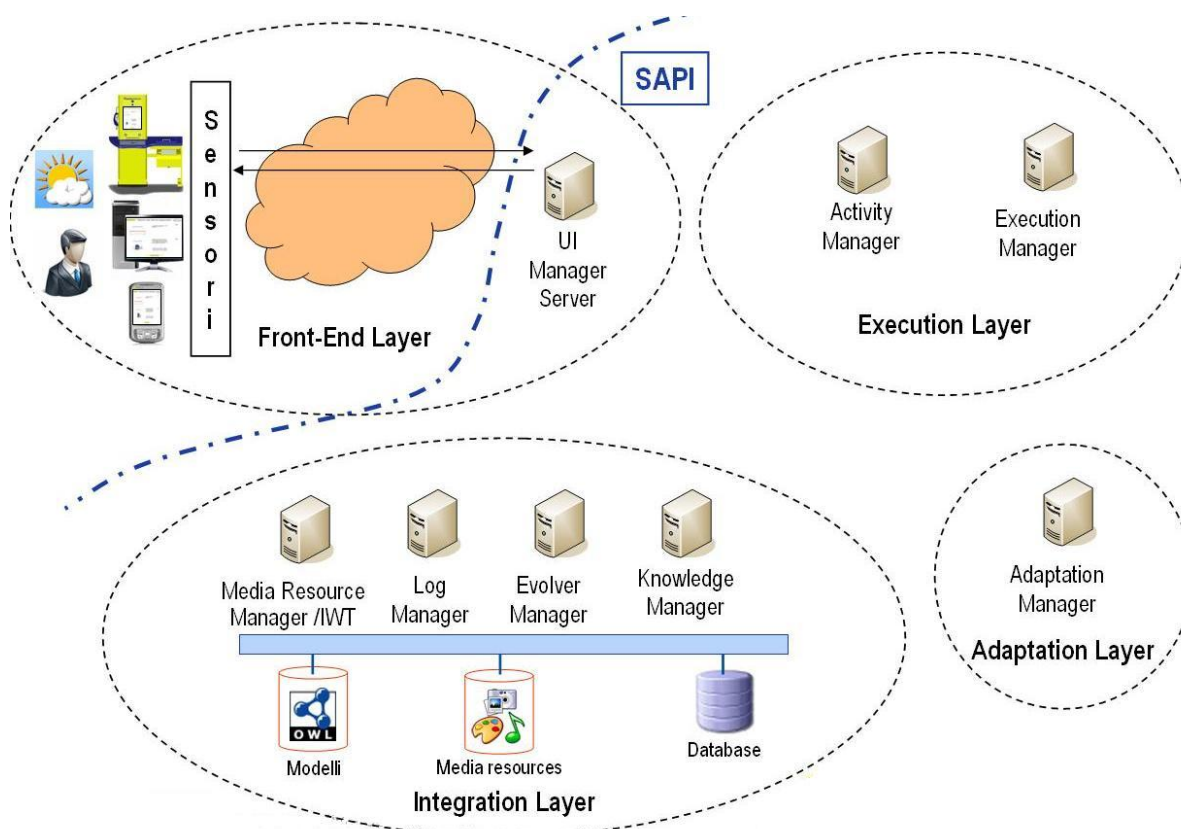 SAPI
Sensori
UI
Manager
Server
Front-End Layer
Activity
Manager
Execution
Manager
Execution Layer
Media Resource
Manager /IWT
Log
Manager
Evolver
Manager
Knowledge
Manager
Adaptation
Manager
Adaptation Layer
OWL
Modelli
Media resources
Database
Integration Layer